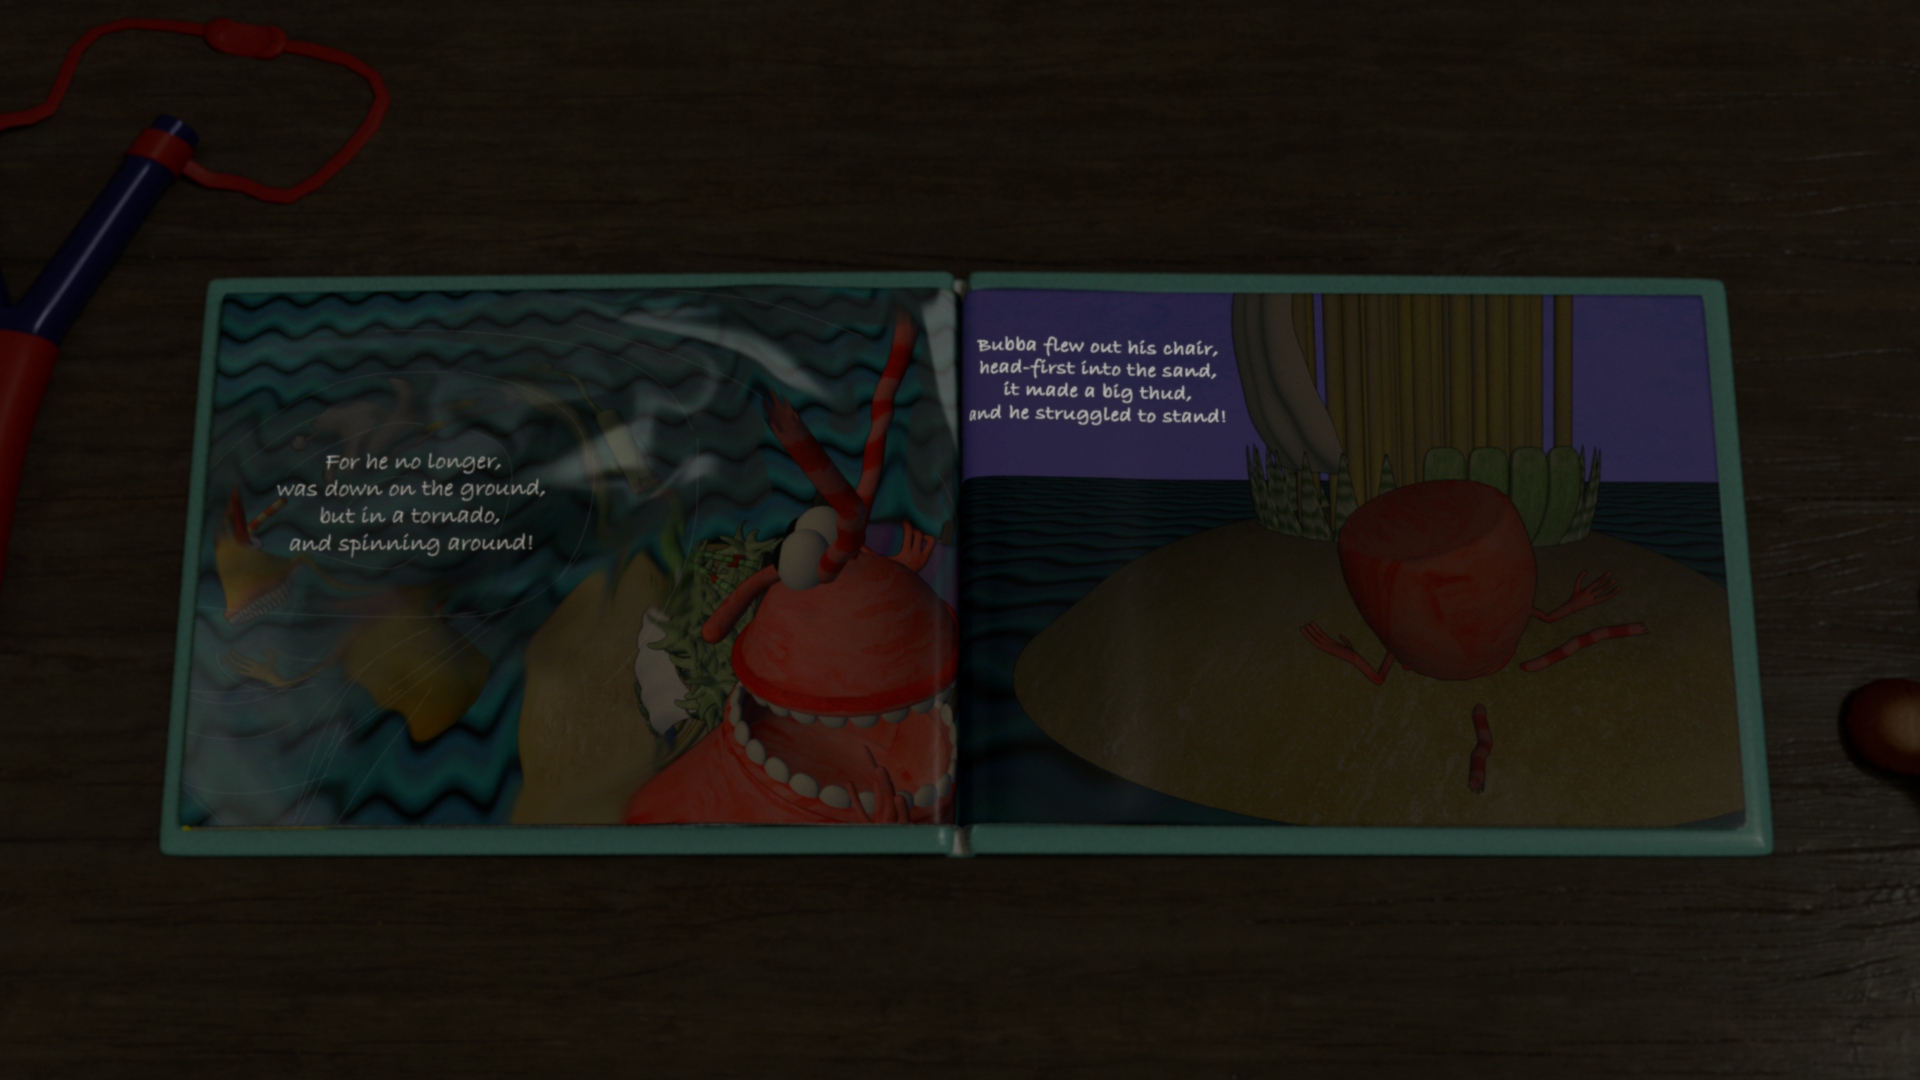 For he no longer,
was down on the ground,
but in a tornado,
and spinning around!
Bubba flew out his chair,
head-first into the sand,
it made a big thud,
and he struggled to stand!